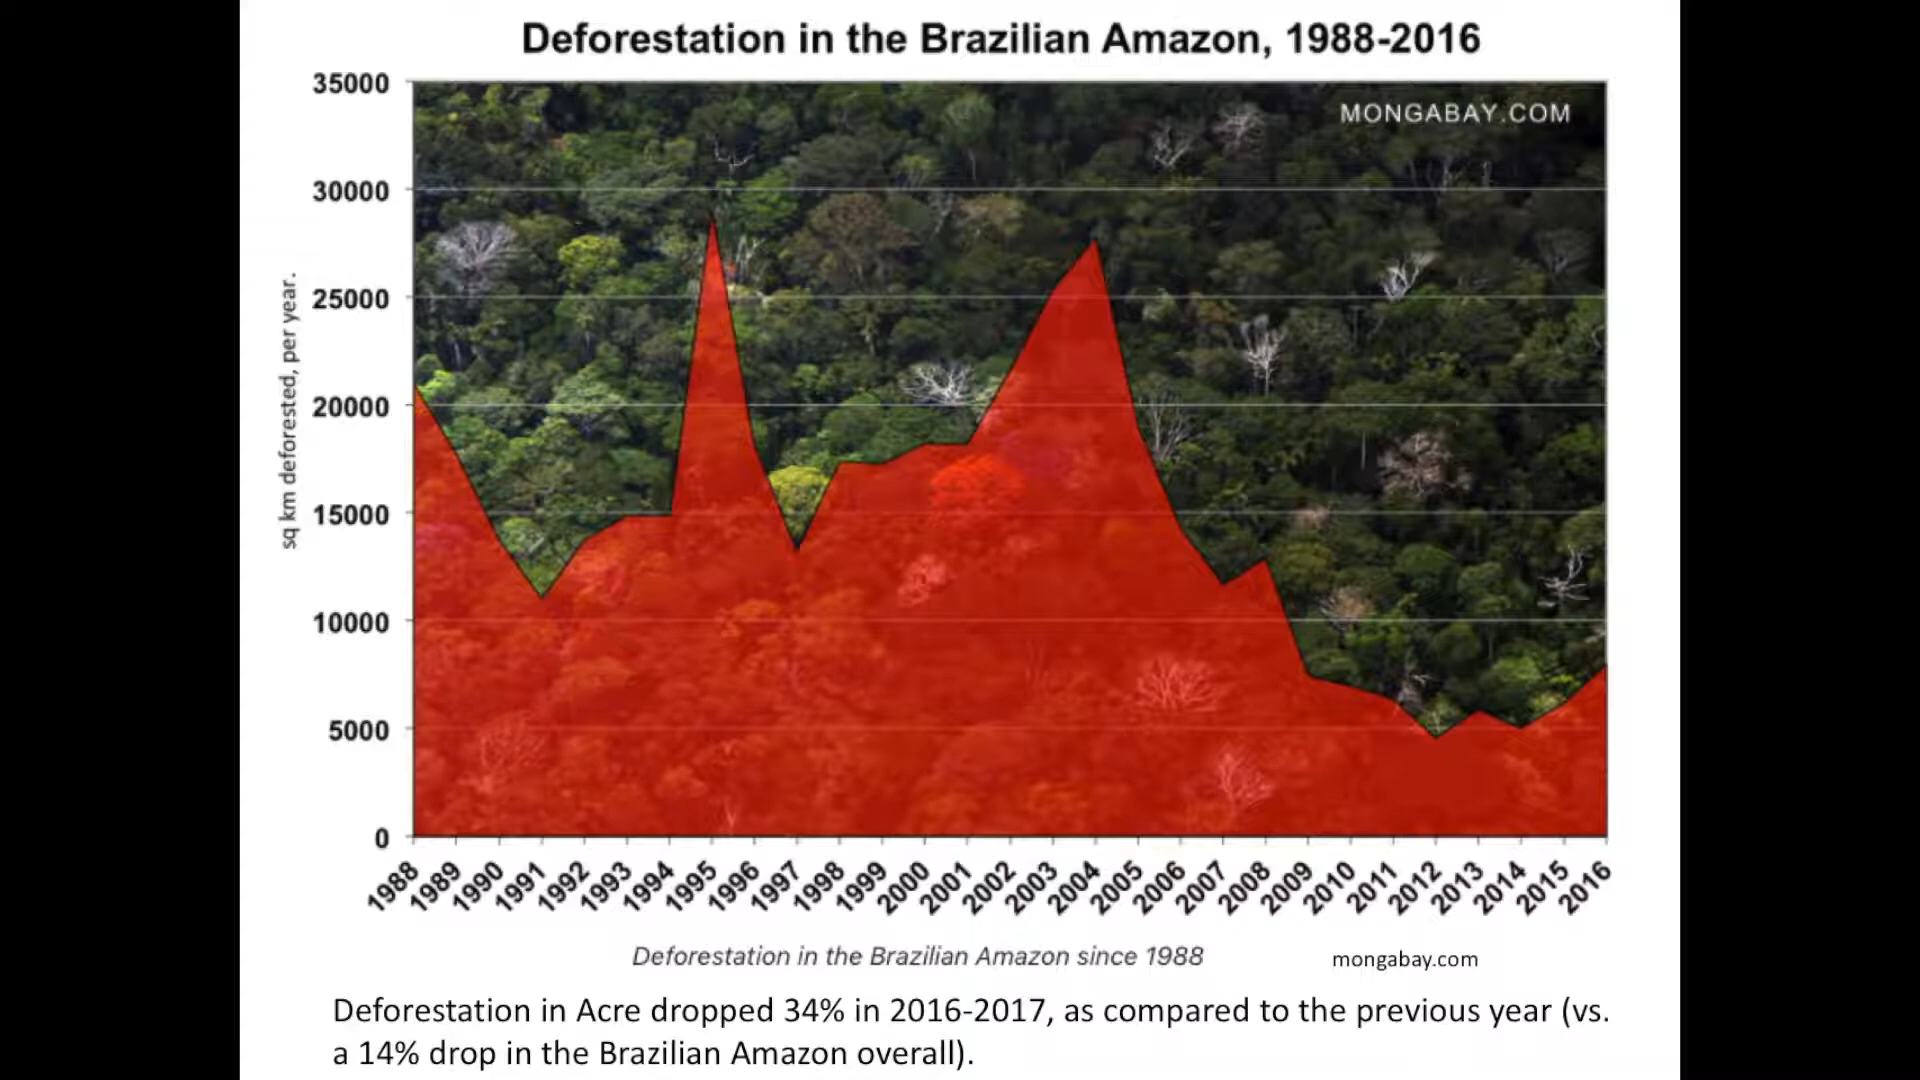 Deforestation in the Brazilian Amazon, 1988-2016
MONGABAY.COM
35000
30000
25000
20000
15000
10000
5000
0
sq km deforested, per year.
1988 1989 1990 1991 1992 1993 1994 1995 1996 1997 1998 1999 2000 2001 2002 2003 2004 2005 2006 2007 2008 2009 2010 2011 2012 2013 2014 2015 2016
Deforestation in the Brazilian Amazon since 1988
mongabay.com
Deforestation in Acre dropped 34% in 2016-2017, as compared to the previous year (vs.
a 14% drop in the Brazilian Amazon overall).